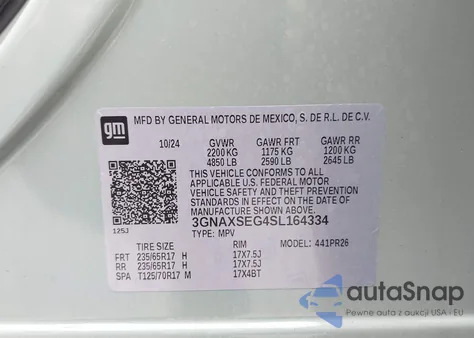 gm
MFD BY GENERAL MOTORS DE MEXICO, S. DE R.L. DE C.V.
10/24 GVWR GAWR FRT GAWR RR
2200 KG 1175 KG 1200 KG
4850 LB 2590 LB 2645 LB
THIS VEHICLE CONFORMS TO ALL
APPLICABLE U.S. FEDERAL MOTOR
VEHICLE SAFETY AND THEFT PREVENTION
STANDARDS IN EFFECT ON THE DATE OF
MANUFACTURE SHOWN ABOVE.
3GNAXSEG4SL164334
125J TYPE: MPV
TIRE SIZE RIM MODEL: 441PR26
FRT 235/65R17 H 17X7.5J
RR 235/65R17 H 17X7.5J
SPA T125/70R17 M 17X4BT
autoSnap
Pewne auta z aukcji USA - EU